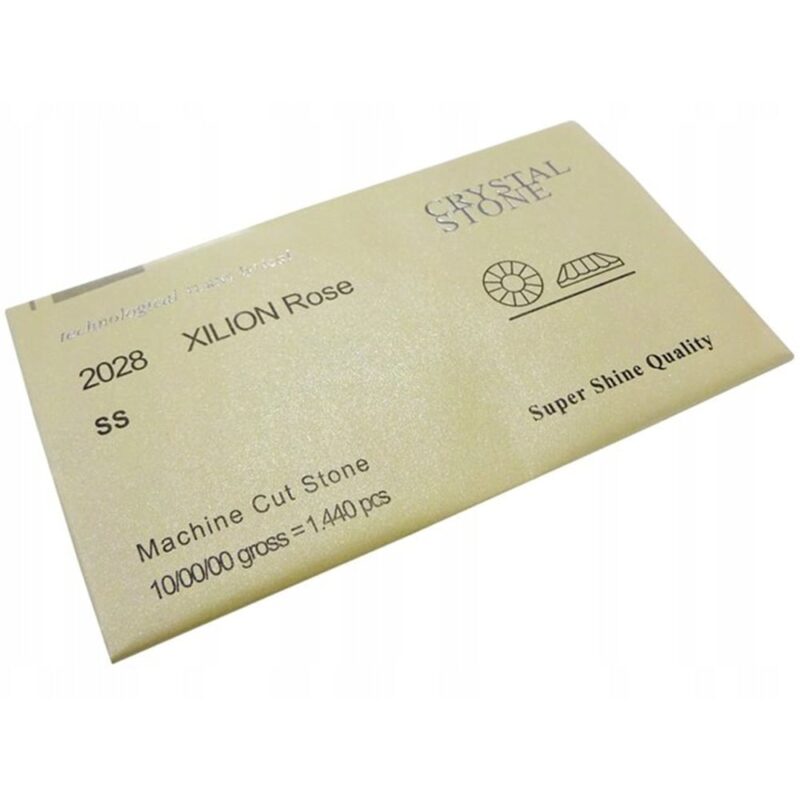 CRYSTAL
STONE
technological
2028 XILION Rose
ss
Super Shine Quality
Machine Cut Stone
10/00/00 gross = 1.440 pcs